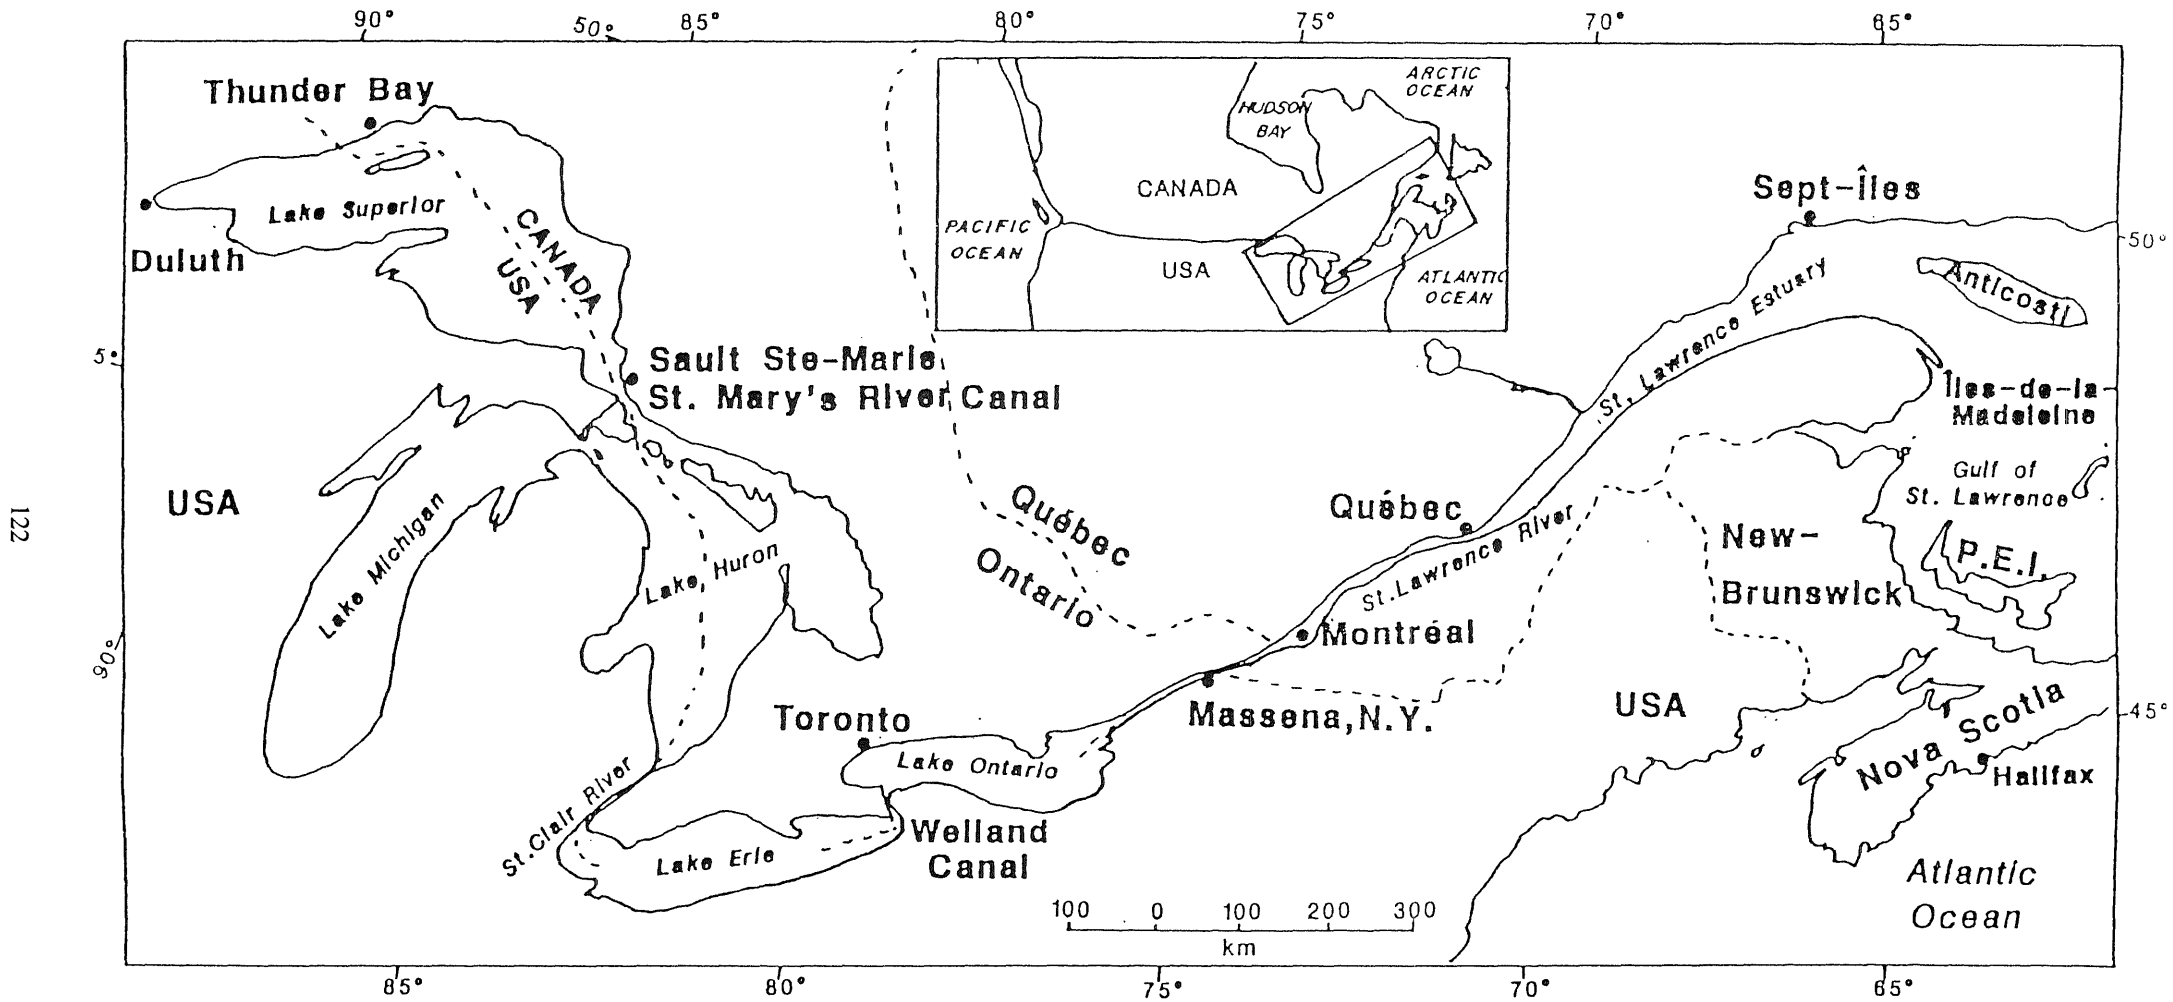 90°
50°
85°
80°
75°
70°
65°
Thunder Bay
Lake Superior
Duluth
CANADA
USA
ARCTIC
OCEAN
HUDSON
BAY
CANADA
PACIFIC
OCEAN
USA
ATLANTIC
OCEAN
Sept-Îles
50°
Anticosti
St. Lawrence Estuary
5°
Sault Ste-Marie
St. Mary's River Canal
Îles-de-la-
Madeleine
USA
Lake Michigan
Lake Huron
Québec
Ontario
Québec
St. Lawrence River
Gulf of
St. Lawrence
New-
Brunswick
P.E.I.
122
90°
Montréal
Toronto
Lake Ontario
Massena, N.Y.
USA
45°
Nova Scotia
Halifax
St. Clair River
Lake Erie
Welland
Canal
Atlantic
Ocean
100 0 100 200 300
km
85°
80°
75°
70°
65°